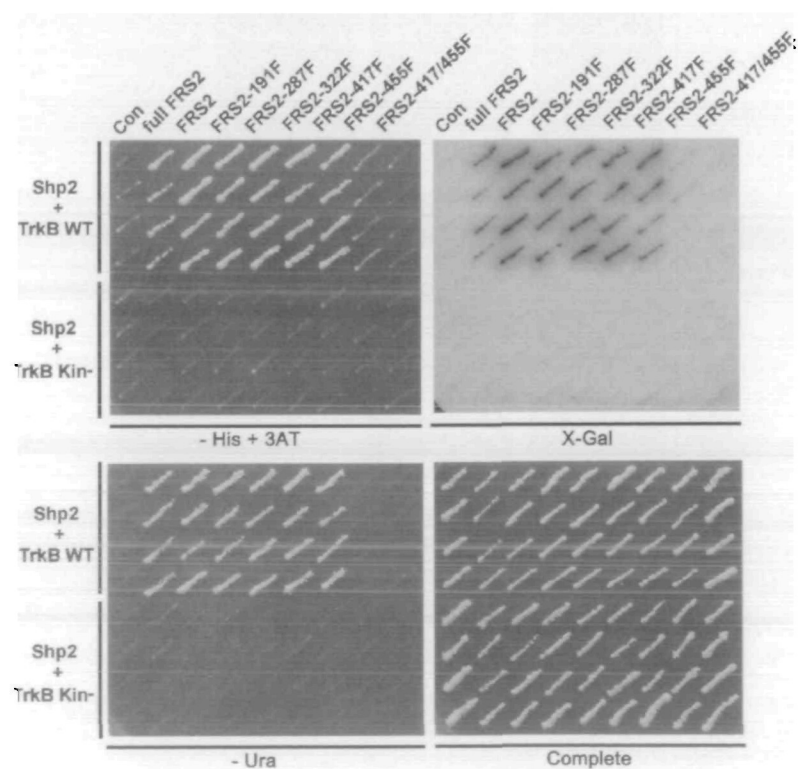 Con full FRS2 FRS2 FRS2-191F FRS2-287F FRS2-322F FRS2-417F FRS2-455F FRS2-417/455F
Con full FRS2 FRS2 FRS2-191F FRS2-287F FRS2-322F FRS2-417F FRS2-455F FRS2-417/455F
Shp2
+
TrkB WT
Shp2
+
TrkB Kin-
- His + 3AT
X-Gal
Shp2
+
TrkB WT
Shp2
+
TrkB Kin-
- Ura
Complete